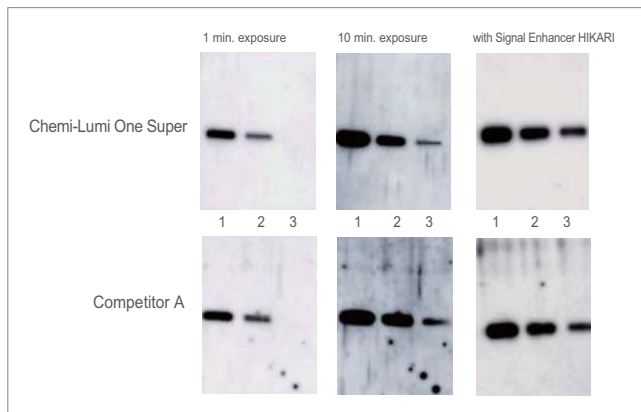 1 min. exposure 10 min. exposure with Signal Enhancer HIKARI
Chemi-Lumi One Super
1 2 3 1 2 3 1 2 3
Competitor A